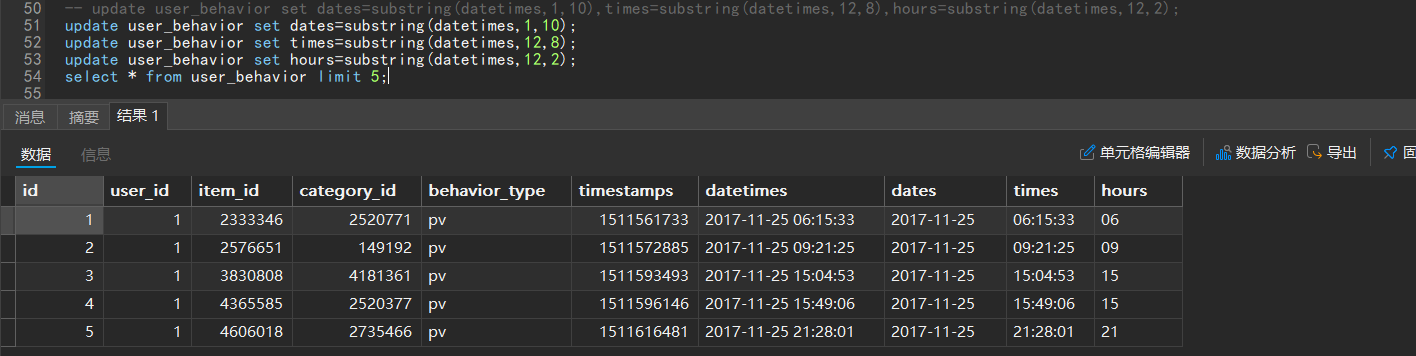 50 -- update user_behavior set dates=substring(datetimes,1,10),times=substring(datetimes,12,8),hours=substring(datetimes,12,2);
51 update user_behavior set dates=substring(datetimes,1,10);
52 update user_behavior set times=substring(datetimes,12,8);
53 update user_behavior set hours=substring(datetimes,12,2);
54 select * from user_behavior limit 5;
55
消息 摘要 结果 1
数据 信息 单元格编辑器 数据分析 导出 固
id user_id item_id category_id behavior_type timestamps datetimes dates times hours
1 1 2333346 2520771 pv 1511561733 2017-11-25 06:15:33 2017-11-25 06:15:33 06
2 1 2576651 149192 pv 1511572885 2017-11-25 09:21:25 2017-11-25 09:21:25 09
3 1 3830808 4181361 pv 1511593493 2017-11-25 15:04:53 2017-11-25 15:04:53 15
4 1 4365585 2520377 pv 1511596146 2017-11-25 15:49:06 2017-11-25 15:49:06 15
5 1 4606018 2735466 pv 1511616481 2017-11-25 21:28:01 2017-11-25 21:28:01 21